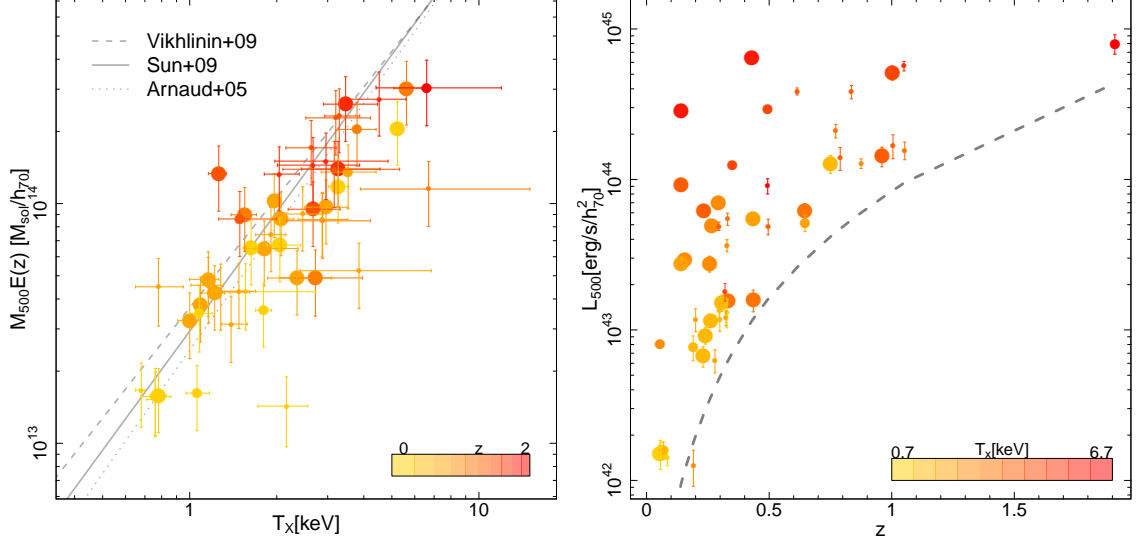 Vikhlinin+09
Sun+09
Arnaud+05
M500E(z) [Msol/h70]
10^14
10^13
0 z 2
1 10
TX[keV]
L500[erg/s/h^2_70]
10^45
10^44
10^43
10^42
TX[keV]
0.7 6.7
0 0.5 1 1.5
z